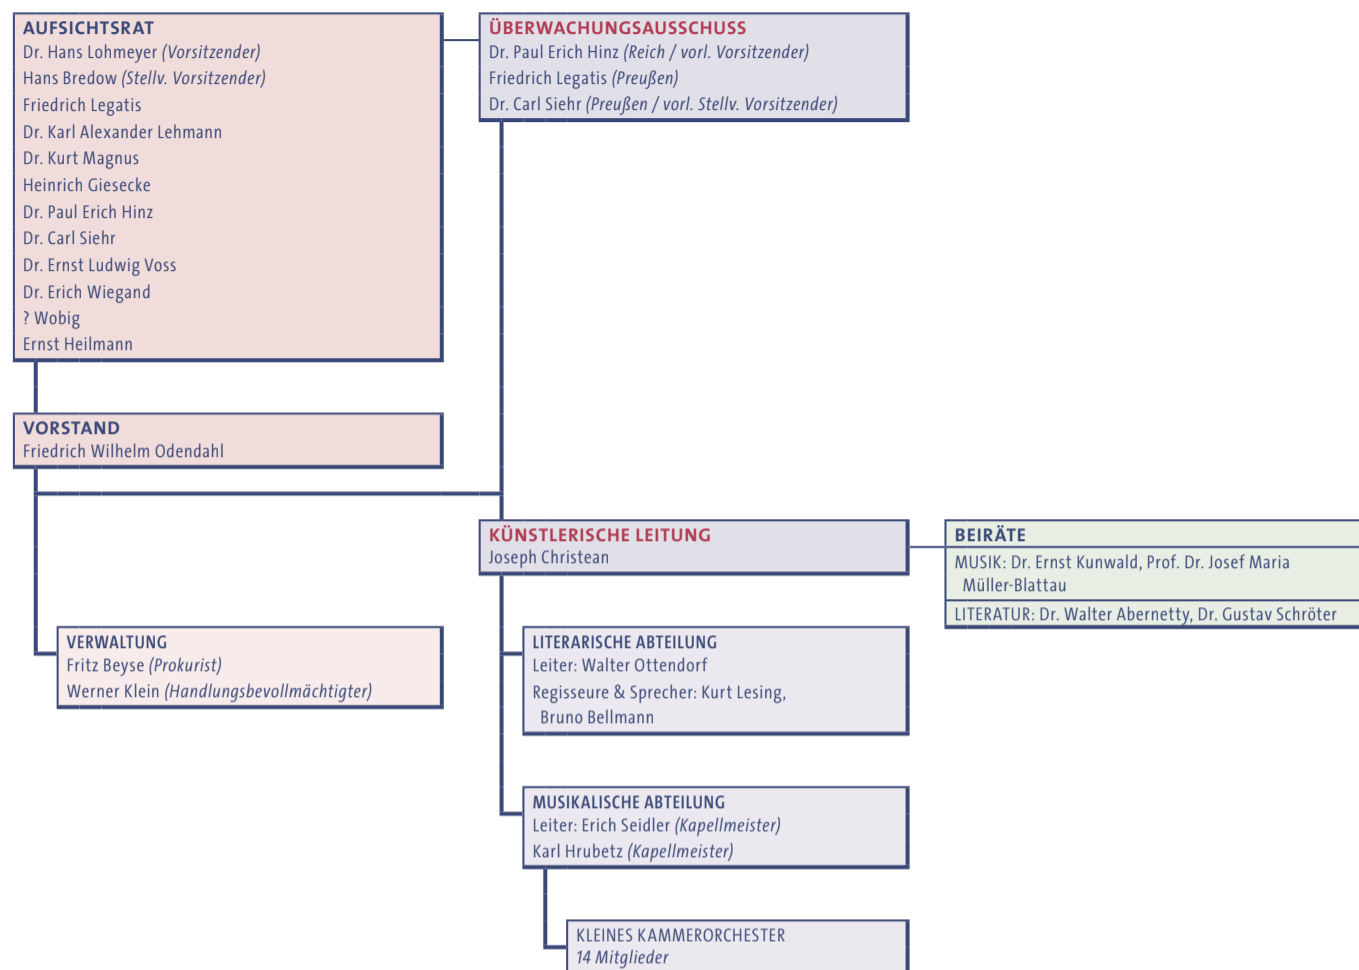 AUFSICHTSRAT
Dr. Hans Lohmeyer (Vorsitzender)
Hans Bredow (Stellv. Vorsitzender)
Friedrich Legatis
Dr. Karl Alexander Lehmann
Dr. Kurt Magnus
Heinrich Giesecke
Dr. Paul Erich Hinz
Dr. Carl Siehr
Dr. Ernst Ludwig Voss
Dr. Erich Wiegand
? Wobig
Ernst Heilmann
ÜBERWACHUNGSAUSSCHUSS
Dr. Paul Erich Hinz (Reich / vorl. Vorsitzender)
Friedrich Legatis (Preußen)
Dr. Carl Siehr (Preußen / vorl. Stellv. Vorsitzender)
VORSTAND
Friedrich Wilhelm Odendahl
KÜNSTLERISCHE LEITUNG
Joseph Christean
BEIRÄTE
MUSIK: Dr. Ernst Kunwald, Prof. Dr. Josef Maria
Müller-Blattau
LITERATUR: Dr. Walter Abernetty, Dr. Gustav Schröter
VERWALTUNG
Fritz Beyse (Prokurist)
Werner Klein (Handlungsbevollmächtigter)
LITERARISCHE ABTEILUNG
Leiter: Walter Ottendorf
Regisseure & Sprecher: Kurt Lesing,
Bruno Bellmann
MUSIKALISCHE ABTEILUNG
Leiter: Erich Seidler (Kapellmeister)
Karl Hrubetz (Kapellmeister)
KLEINES KAMMERORCHESTER
14 Mitglieder